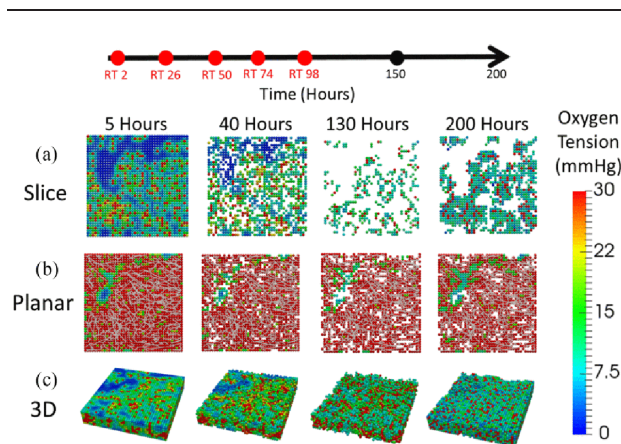 RT 2 RT 26 RT 50 RT 74 RT 98 150 200
Time (Hours)
5 Hours 40 Hours 130 Hours 200 Hours
Oxygen
Tension
(mmHg)
(a)
Slice
(b)
Planar
(c)
3D
30
22
15
7.5
0